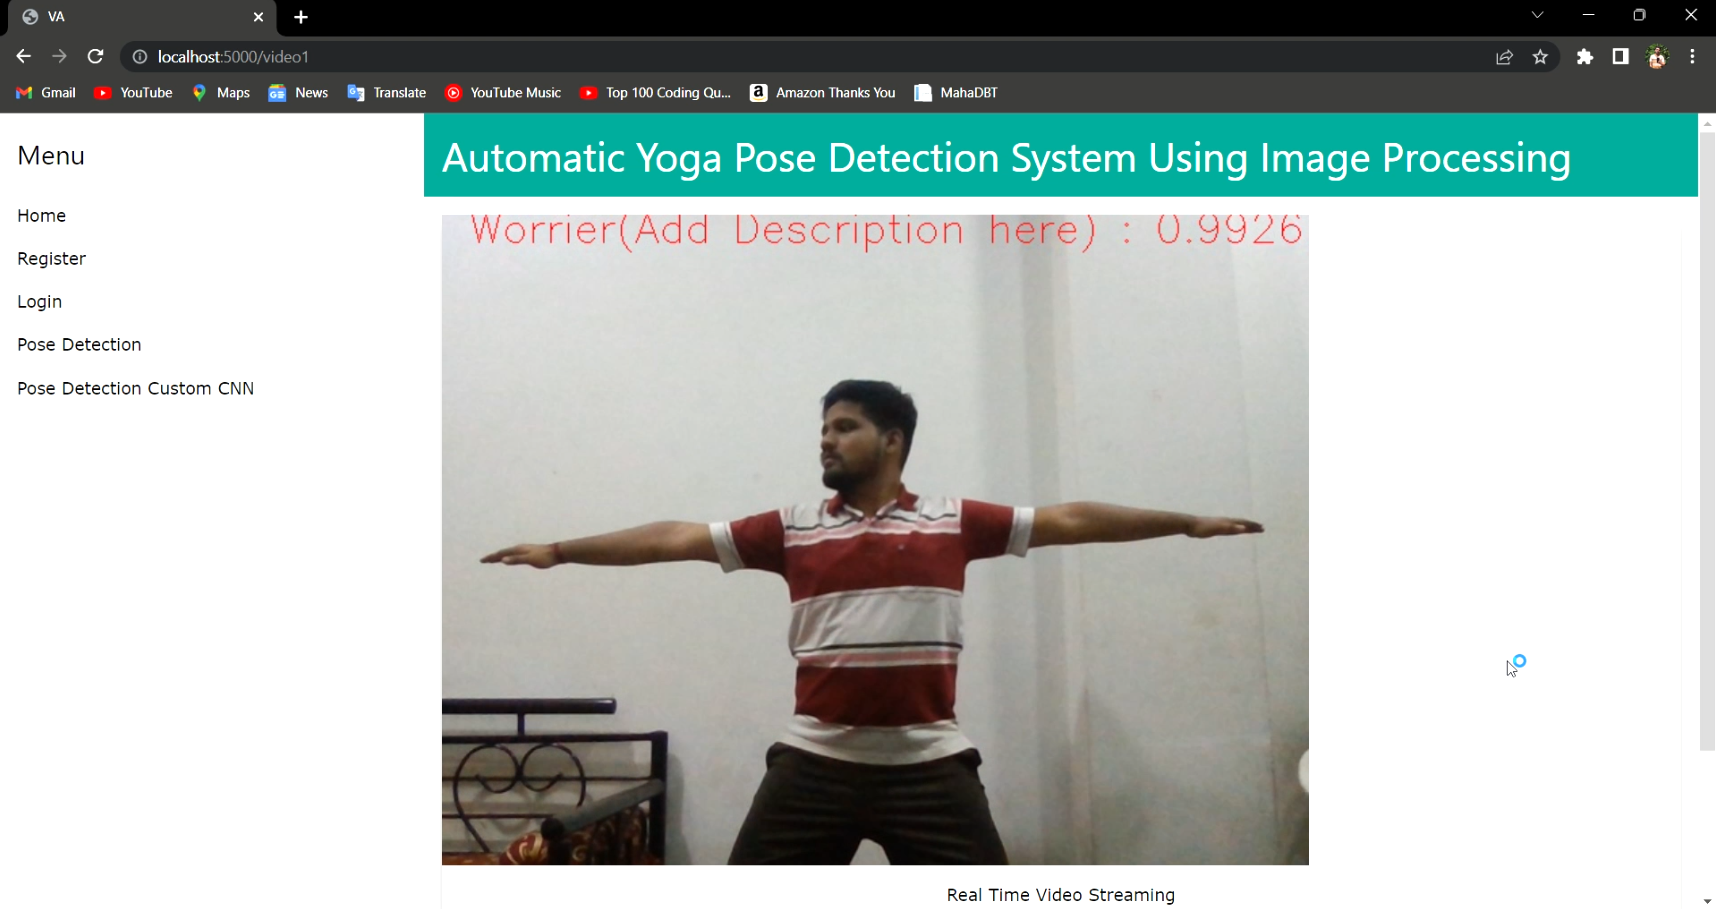 VA
localhost:5000/video1
Gmail YouTube Maps News Translate YouTube Music Top 100 Coding Qu... Amazon Thanks You MahaDBT
Menu
Home
Register
Login
Pose Detection
Pose Detection Custom CNN
Automatic Yoga Pose Detection System Using Image Processing
Worrier(Add Description here) : 0.9926
Real Time Video Streaming